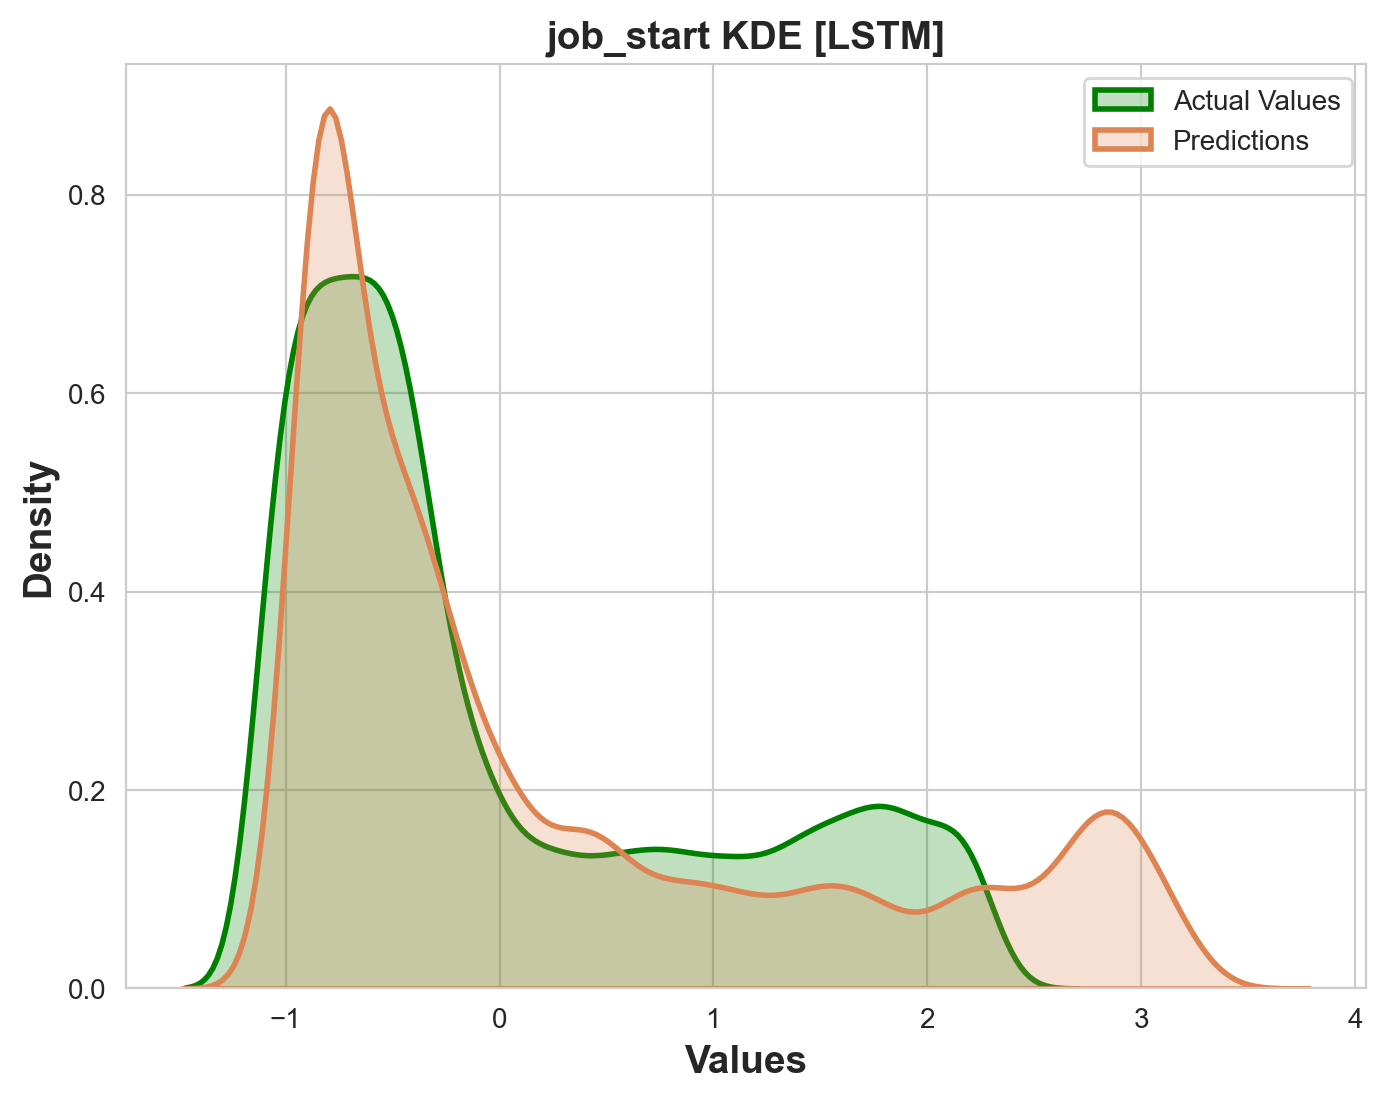 job_start KDE [LSTM]
Actual Values
Predictions
Density
0.8
0.6
0.4
0.2
0.0
−1
0
1
2
3
4
Values